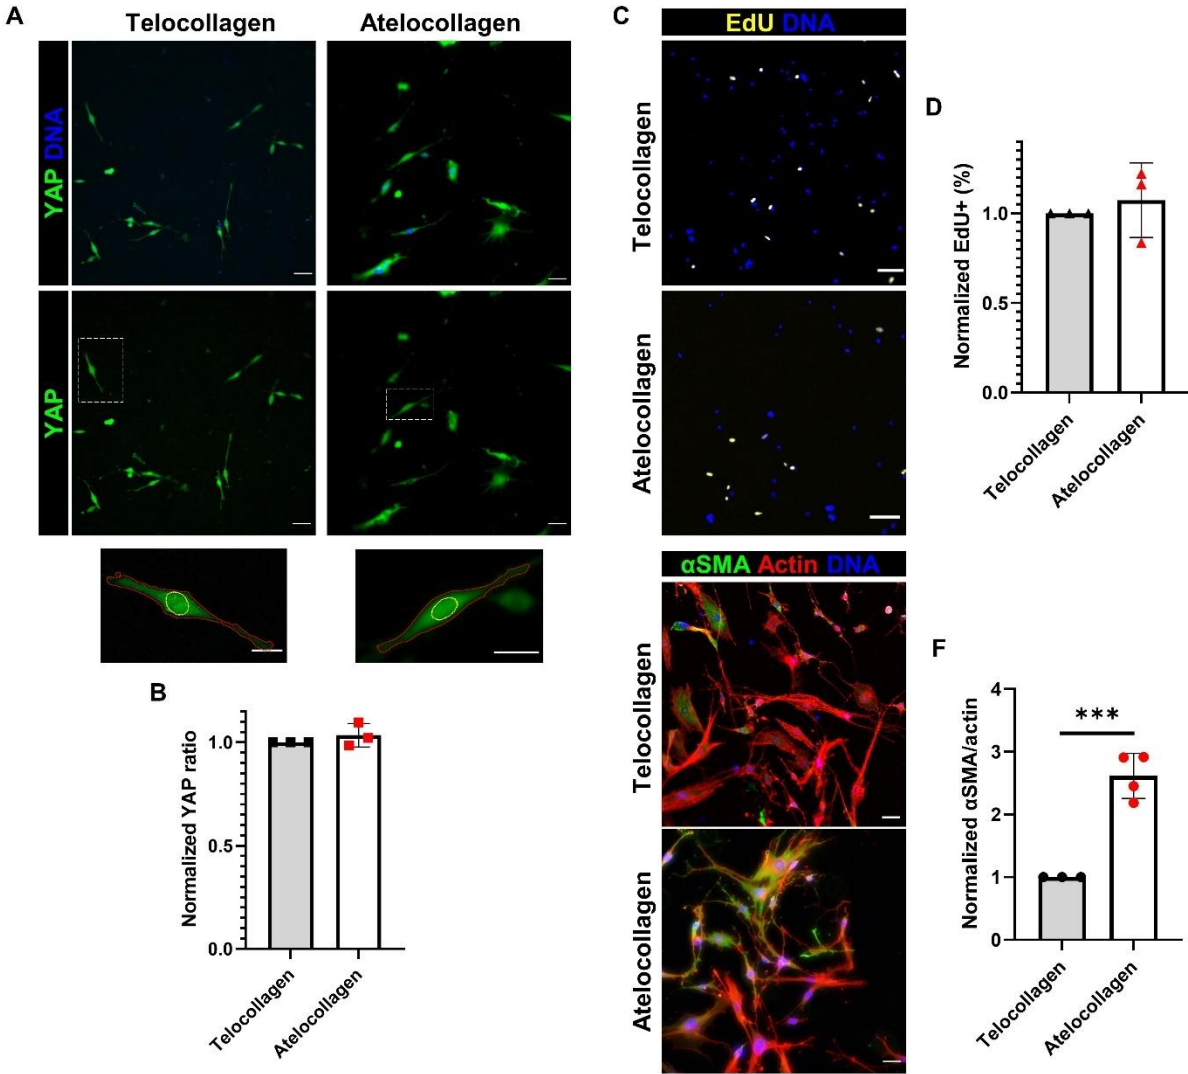 A
Telocollagen
Atelocollagen
YAP DNA
YAP
B
Normalized YAP ratio
1.0
0.5
0.0
Telocollagen
Atelocollagen
C
EdU DNA
Telocollagen
Atelocollagen
D
Normalized EdU+ (%)
1.0
0.5
0.0
Telocollagen
Atelocollagen
αSMA Actin DNA
Telocollagen
Atelocollagen
F
Normalized αSMA/actin
4
3
2
1
0
***
Telocollagen
Atelocollagen